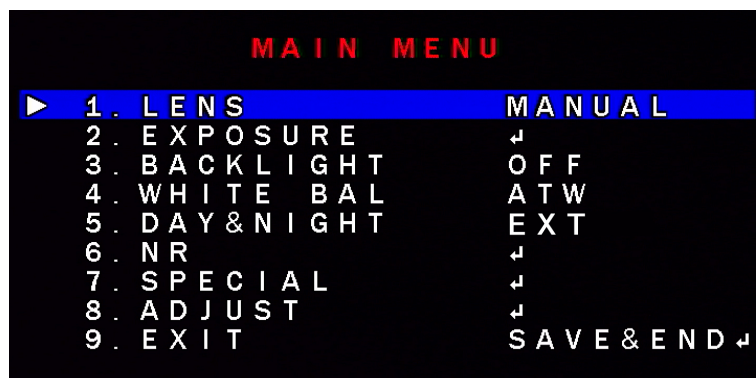 MAIN MENU
1. LENS MANUAL
2. EXPOSURE ↲
3. BACKLIGHT OFF
4. WHITE BAL ATW
5. DAY&NIGHT EXT
6. NR ↲
7. SPECIAL ↲
8. ADJUST ↲
9. EXIT SAVE&END↲